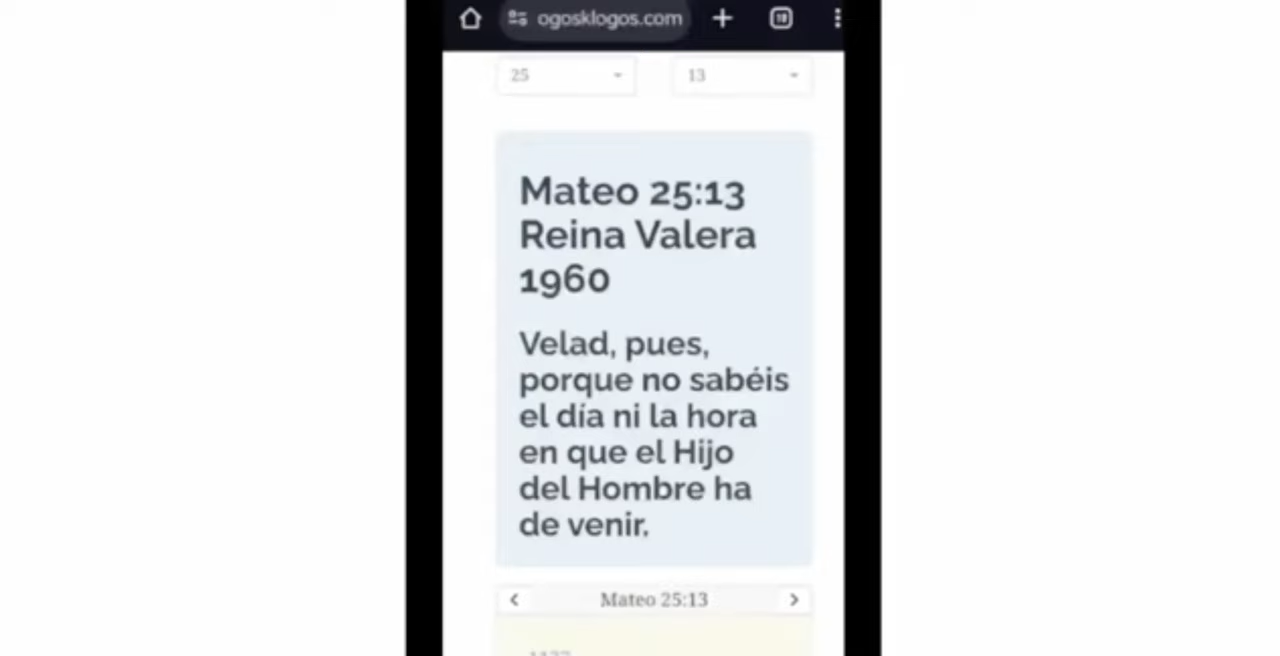 ogosklogos.com
18
25
13
Mateo 25:13
Reina Valera
1960
Velad, pues,
porque no sabéis
el día ni la hora
en que el Hijo
del Hombre ha
de venir.
Mateo 25:13